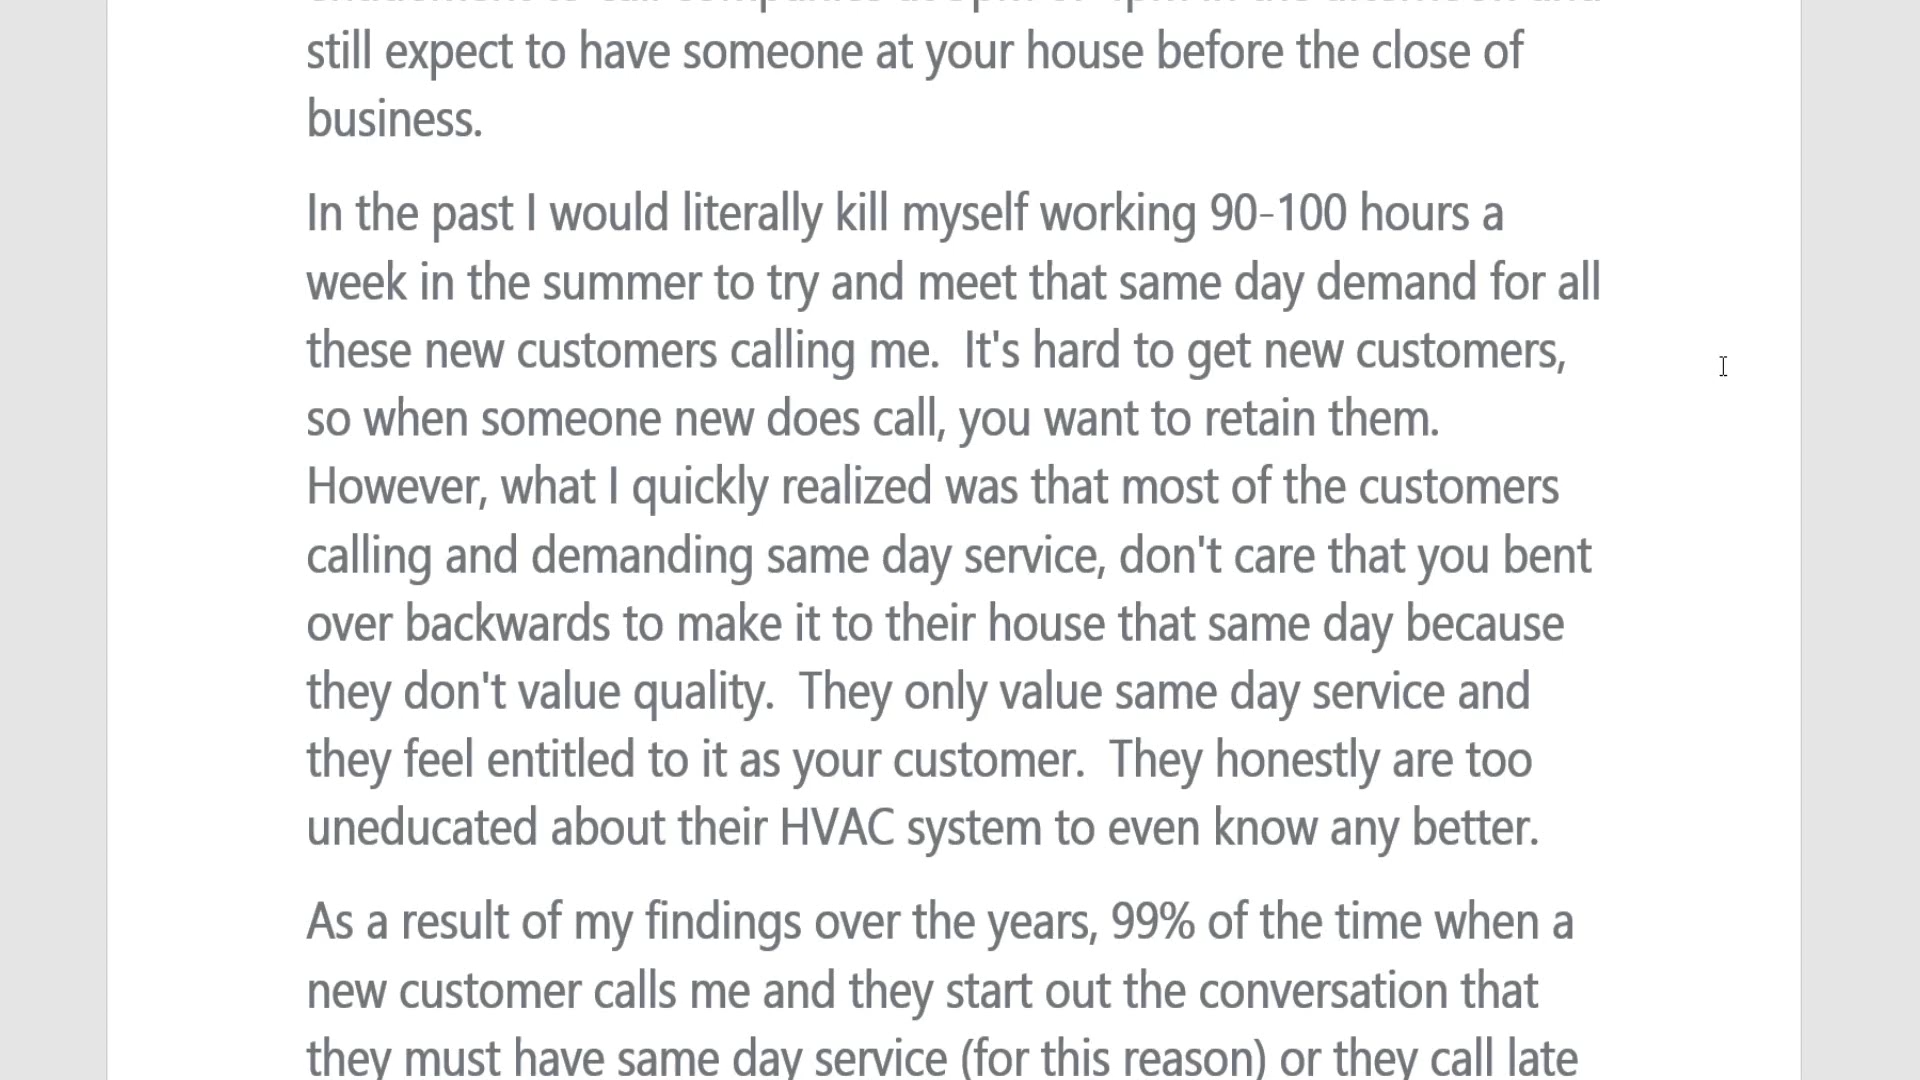 still expect to have someone at your house before the close of
business.
In the past I would literally kill myself working 90-100 hours a
week in the summer to try and meet that same day demand for all
these new customers calling me.  It's hard to get new customers,
so when someone new does call, you want to retain them.
However, what I quickly realized was that most of the customers
calling and demanding same day service, don't care that you bent
over backwards to make it to their house that same day because
they don't value quality.  They only value same day service and
they feel entitled to it as your customer.  They honestly are too
uneducated about their HVAC system to even know any better.
As a result of my findings over the years, 99% of the time when a
new customer calls me and they start out the conversation that
they must have same day service (for this reason) or they call late